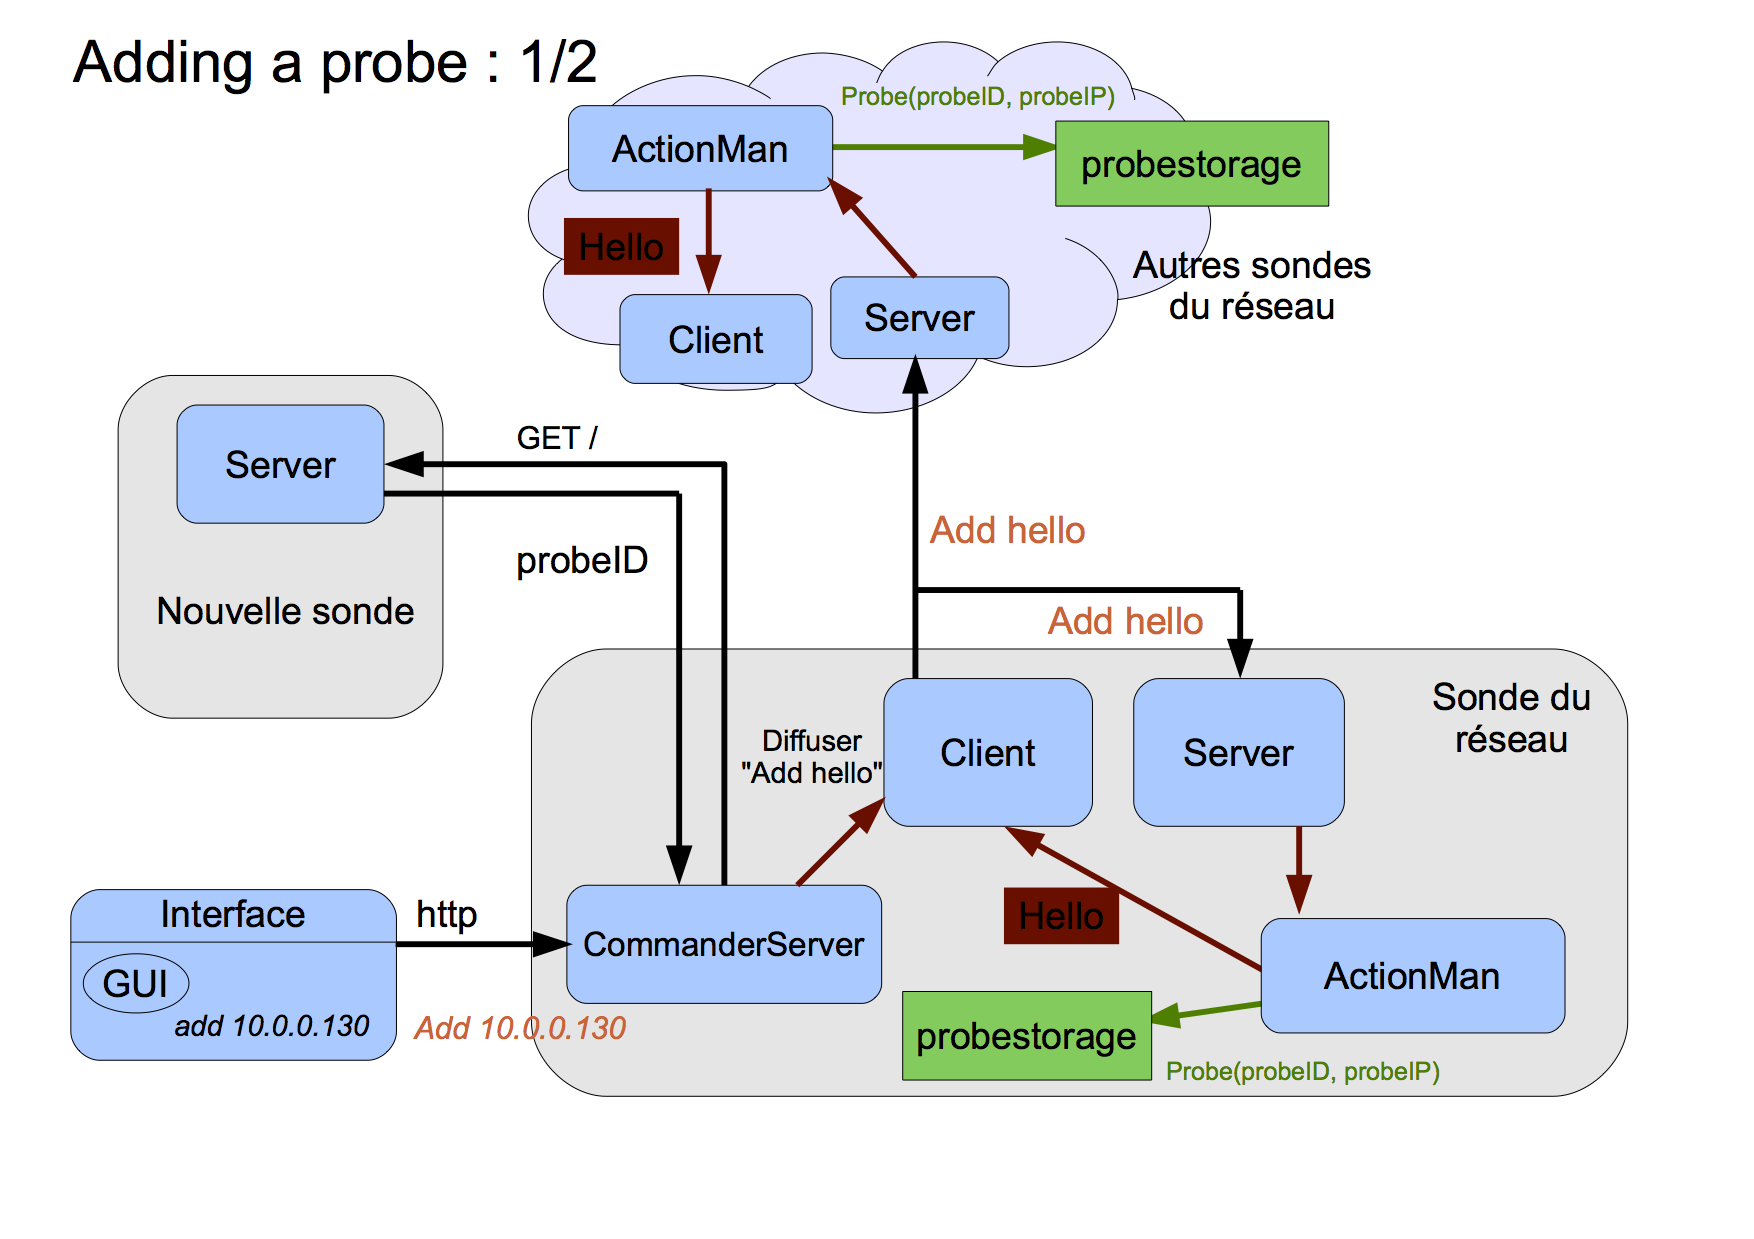 Adding a probe : 1/2
Probe(probeID, probeIP)
ActionMan
probestorage
Hello
Autres sondes
du réseau
Server
Client
GET /
Server
Add hello
probeID
Nouvelle sonde
Add hello
Sonde du
réseau
Diffuser
"Add hello"
Client
Server
Interface
http
Hello
CommanderServer
GUI
ActionMan
add 10.0.0.130
Add 10.0.0.130
probestorage
Probe(probeID, probeIP)